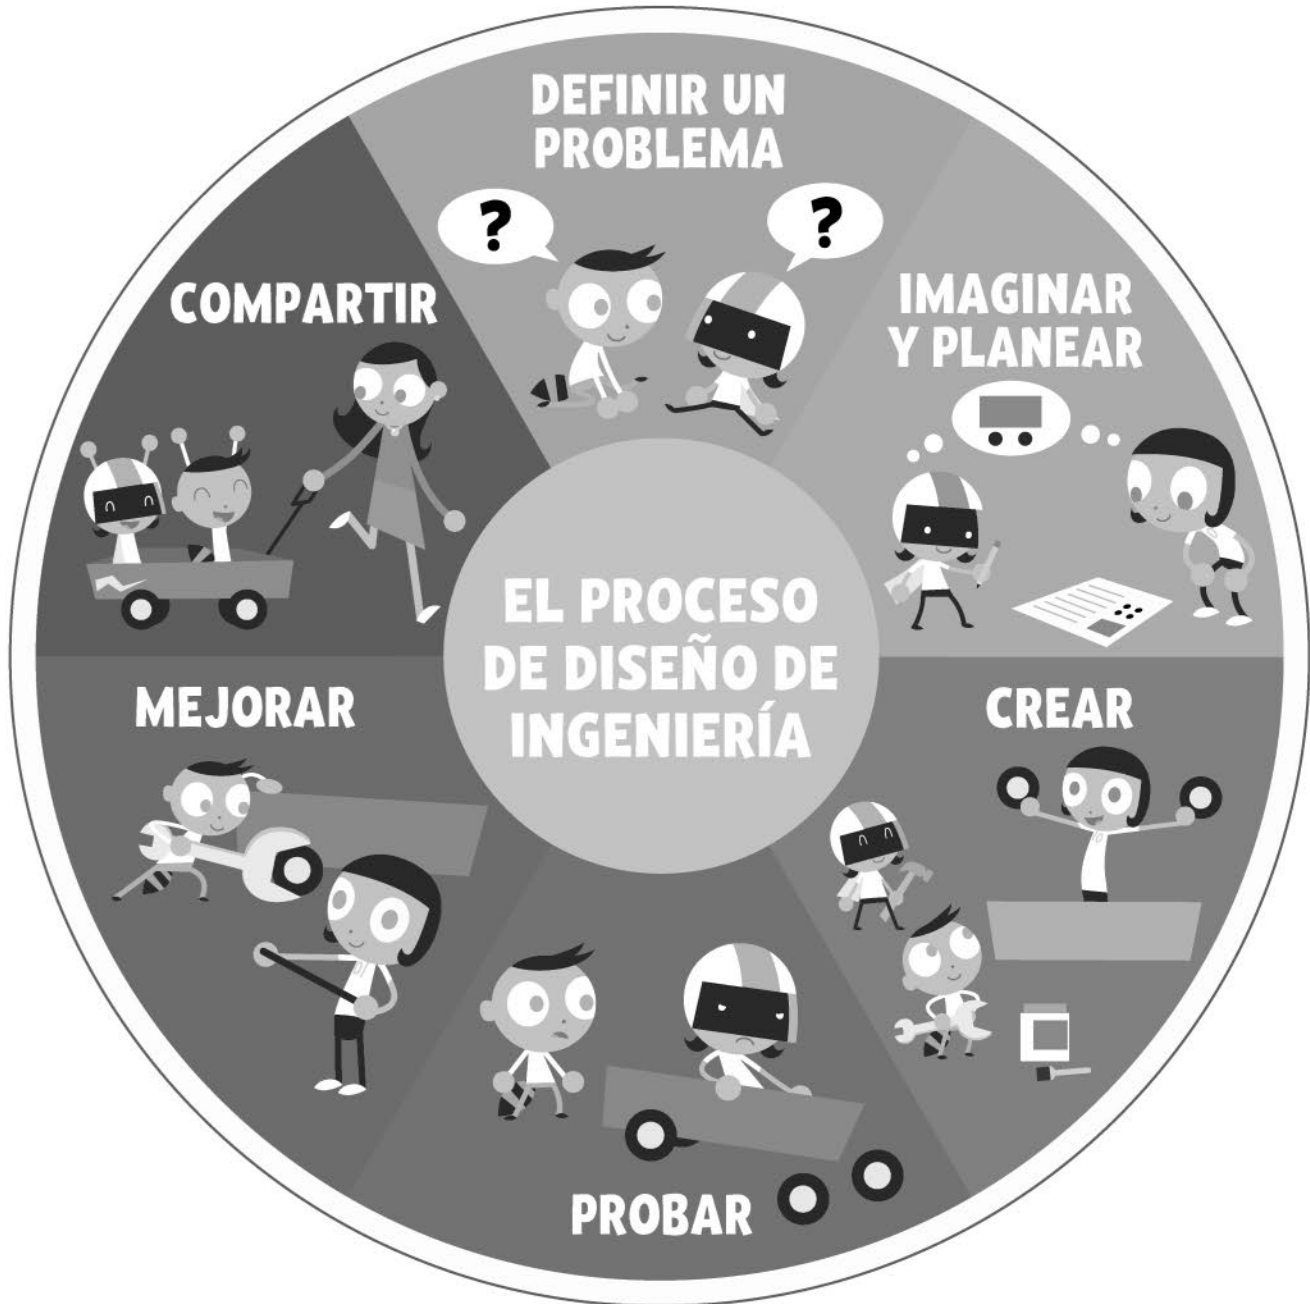 DEFINIR UN
PROBLEMA
?
?
IMAGINAR
Y PLANEAR
CREAR
PROBAR
MEJORAR
COMPARTIR
EL PROCESO
DE DISEÑO DE
INGENIERÍA